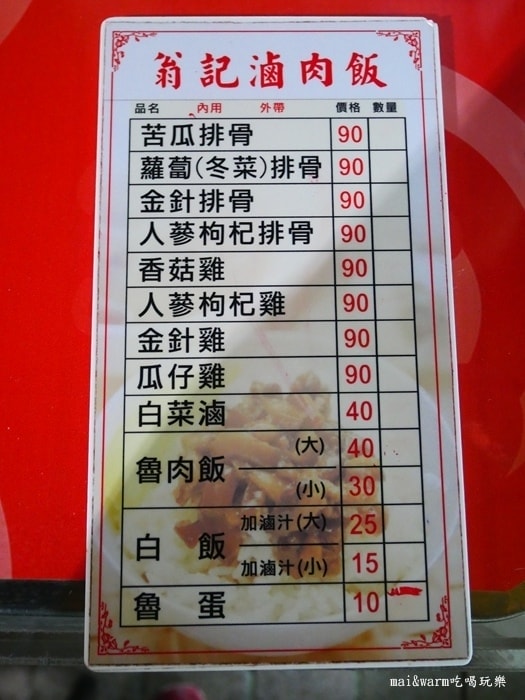 翁記滷肉飯
品名 內用 外帶 價格 數量
苦瓜排骨 90
蘿蔔(冬菜)排骨 90
金針排骨 90
人蔘枸杞排骨 90
香菇雞 90
人蔘枸杞雞 90
金針雞 90
瓜仔雞 90
白菜滷 40
魯肉飯 (大) 40
(小) 30
白飯 加滷汁(大) 25
加滷汁(小) 15
魯蛋 10
mai&warm吃喝玩樂